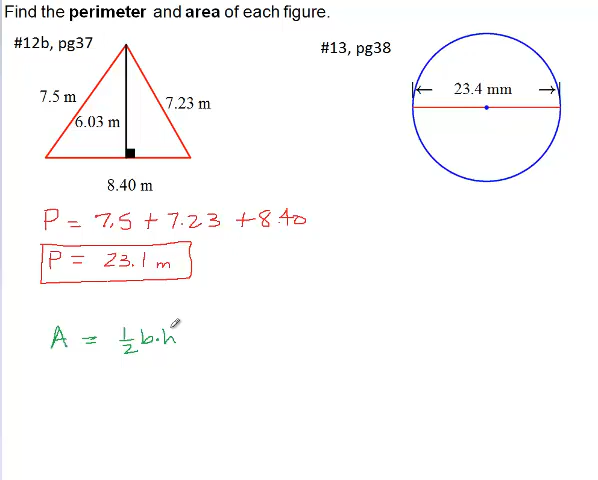 Find the perimeter and area of each figure.
#12b, pg37
#13, pg38
7.5 m
7.23 m
6.03 m
8.40 m
23.4 mm
P = 7.5 + 7.23 + 8.40
P = 23.1 m
A = 1/2 b·h